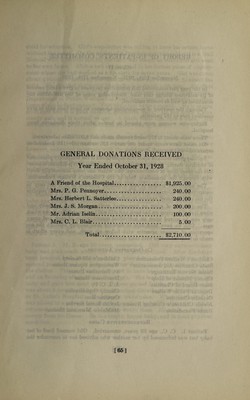 GENERAL DONATIONS RECEIVED
Year Ended October 31, 1923
A Friend of the Hospital................. $1,925.00
Mrs. P. G. Penmoyer..................... 240.00
Mrs. Herbert L. Satterlee................ 240.00
Mrs. J. S. Morgan........................ 200.00
Mr. Adrian Iselin........................ 100.00
Mrs. C. L. Blair.......................... 5.00
Total.................... $2,710.00
[65]